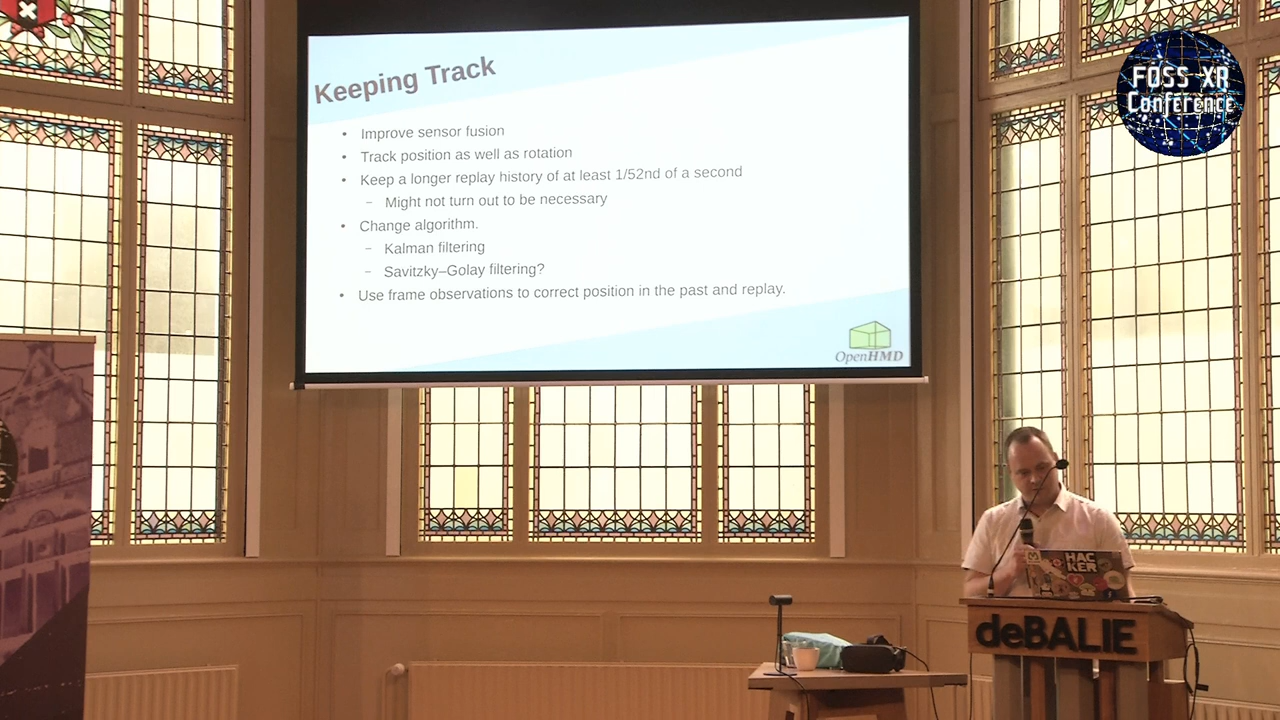 Keeping Track
• Improve sensor fusion
• Track position as well as rotation
• Keep a longer replay history of at least 1/52nd of a second
– Might not turn out to be necessary
• Change algorithm.
– Kalman filtering
– Savitzky–Golay filtering?
• Use frame observations to correct position in the past and replay.
OpenHMD
FOSS XR
Conference
HAC
KER
deBALIE